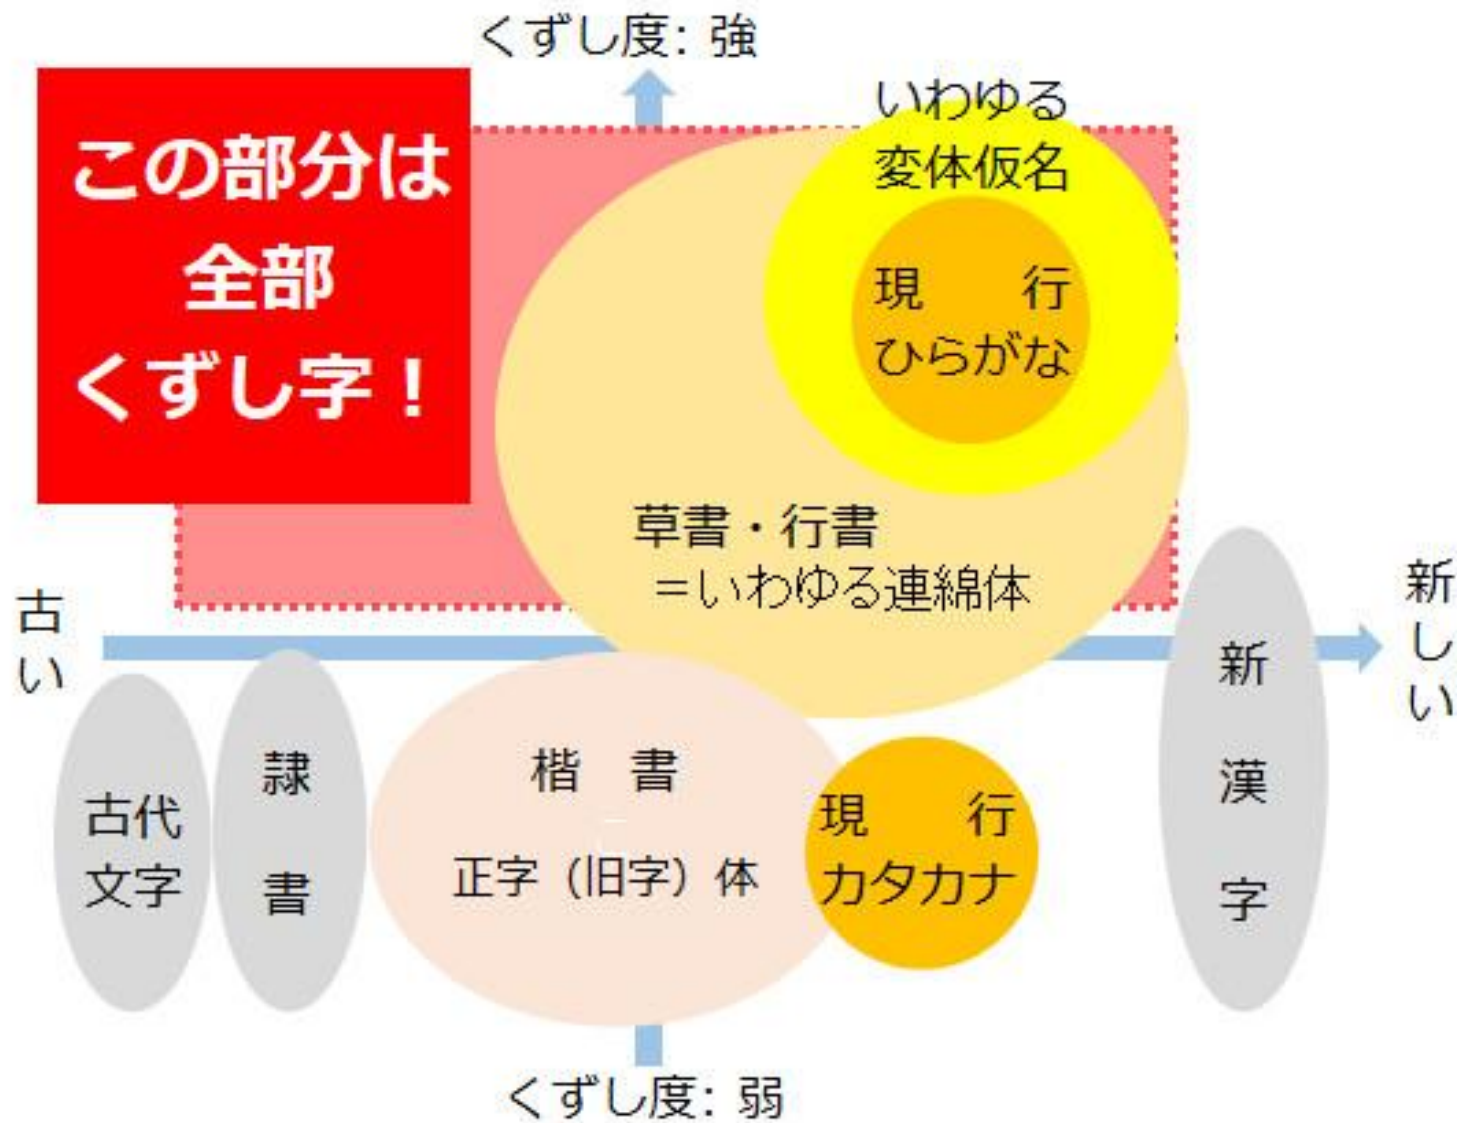 くずし度: 強
この部分は
全部
くずし字！
いわゆる
変体仮名
現　行
ひらがな
草書・行書
＝いわゆる連綿体
古い
新しい
古代
文字
隷書
楷　書
正字（旧字）体
現　行
カタカナ
新漢字
くずし度: 弱